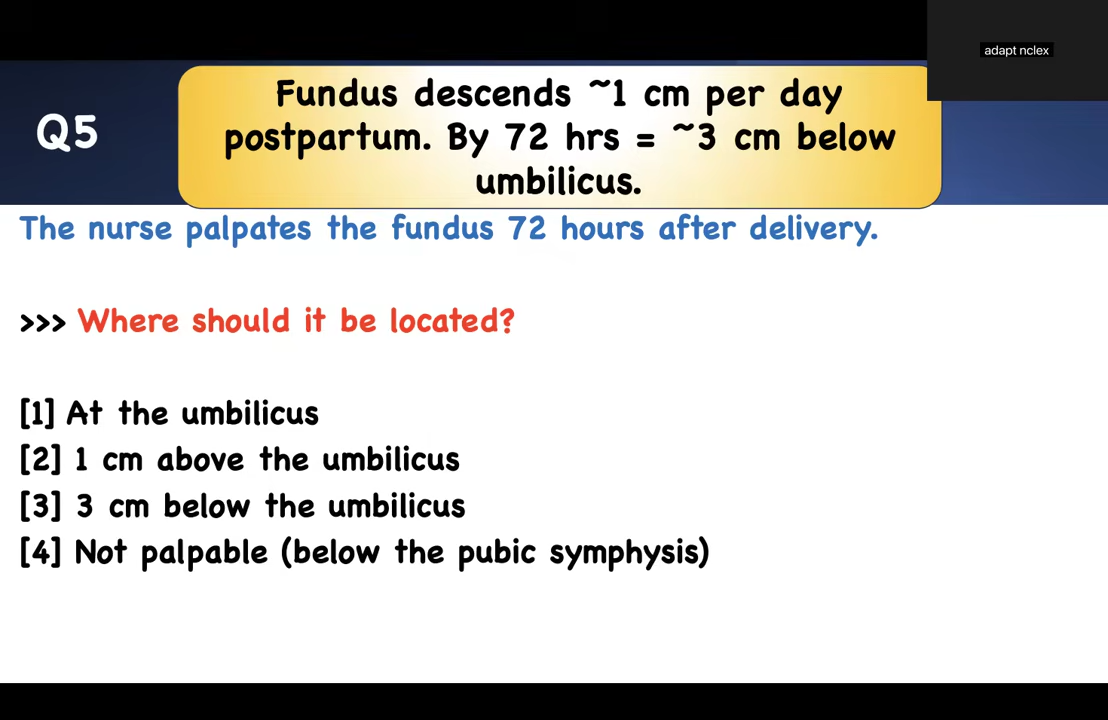 adapt nclex
Q5
Fundus descends ~1 cm per day
postpartum. By 72 hrs = ~3 cm below
umbilicus.
The nurse palpates the fundus 72 hours after delivery.
>>> Where should it be located?
[1] At the umbilicus
[2] 1 cm above the umbilicus
[3] 3 cm below the umbilicus
[4] Not palpable (below the pubic symphysis)